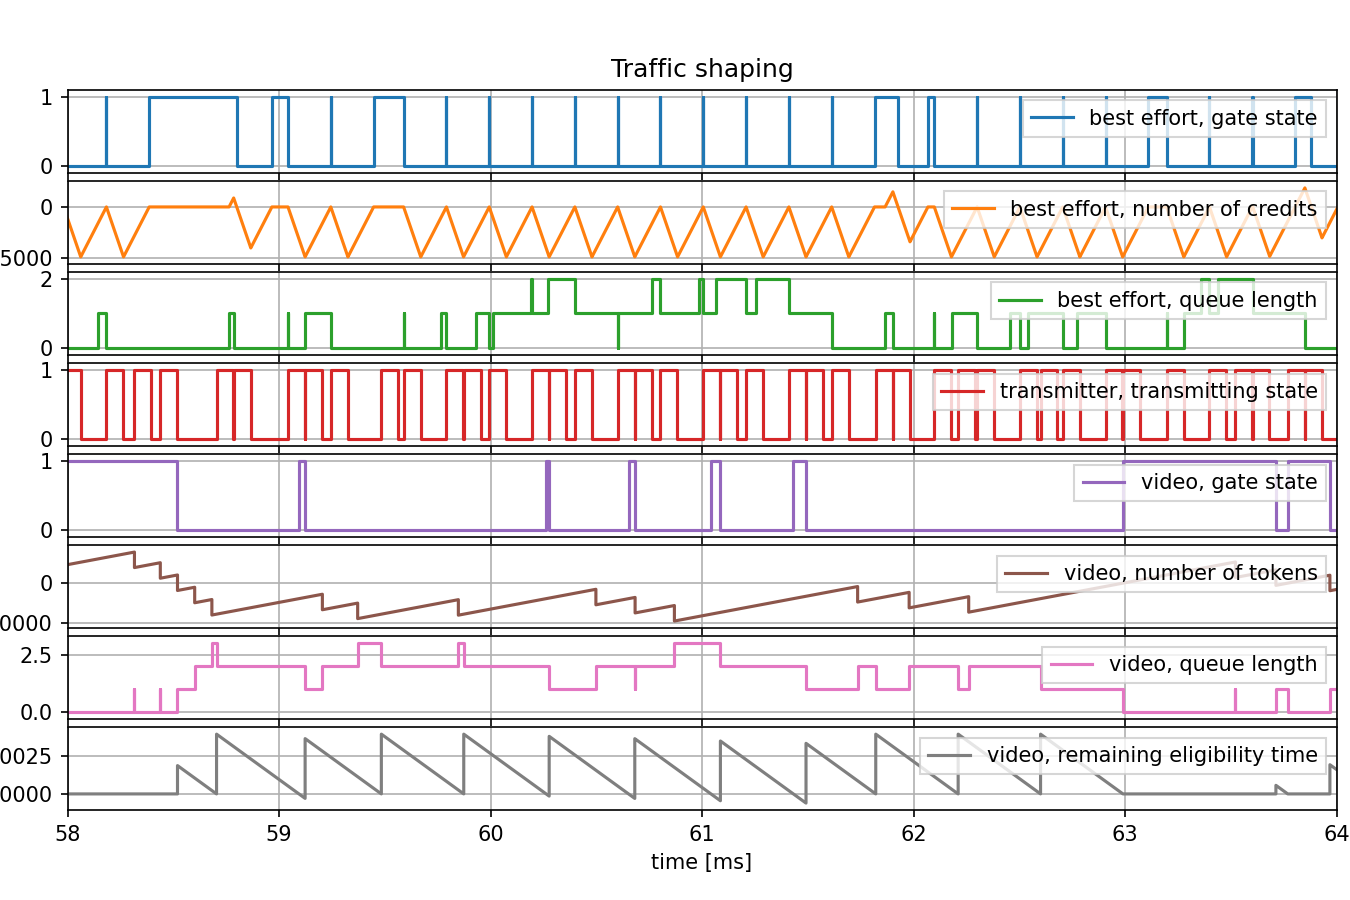 Traffic shaping
1
best effort, gate state
0
0
best effort, number of credits
5000
2
best effort, queue length
0
1
transmitter, transmitting state
0
1
video, gate state
0
video, number of tokens
0
0000
2.5
video, queue length
0.0
video, remaining eligibility time
0025
0000
58 59 60 61 62 63 64
time [ms]